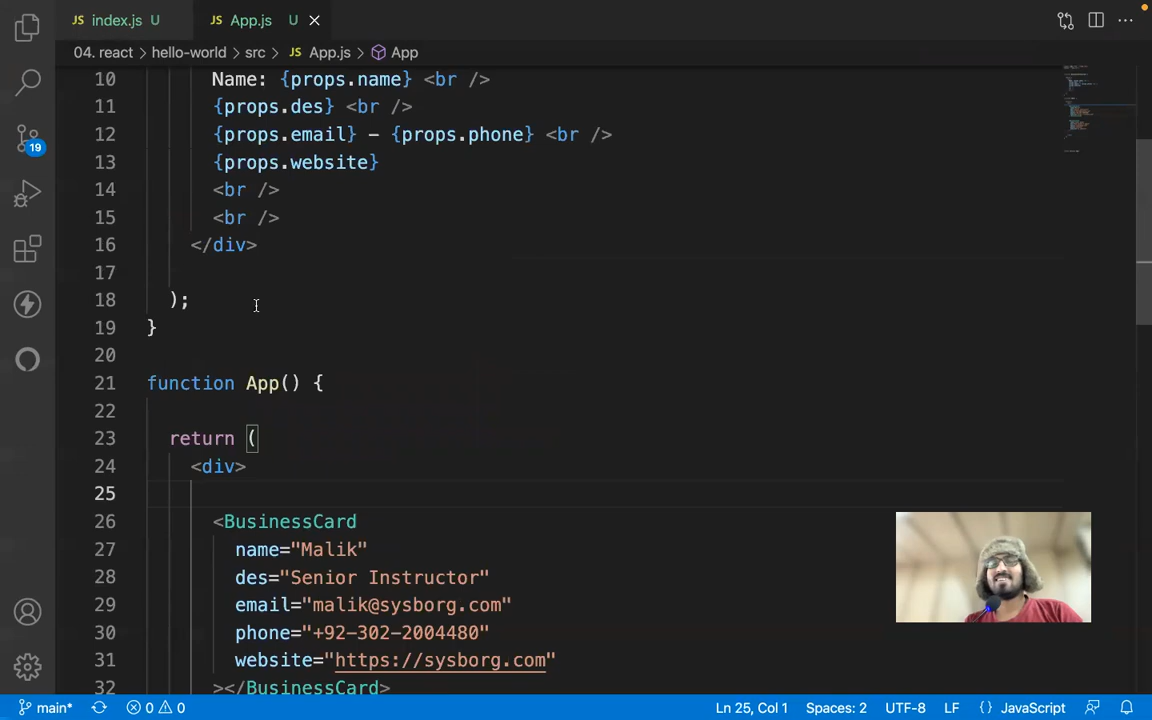 index.js U
App.js U
04. react > hello-world > src > JS App.js > App
10 Name: {props.name} <br />
11 {props.des} <br />
12 {props.email} - {props.phone} <br />
13 {props.website}
14 <br />
15 <br />
16 </div>
17
18 );
19 }
20
21 function App() {
22
23 return (
24 <div>
25
26 <BusinessCard
27 name="Malik"
28 des="Senior Instructor"
29 email="malik@sysborg.com"
30 phone="+92-302-2004480"
31 website="https://sysborg.com"
32 ></BusinessCard>
19
main* 0 0 Ln 25, Col 1 Spaces: 2 UTF-8 LF {} JavaScript